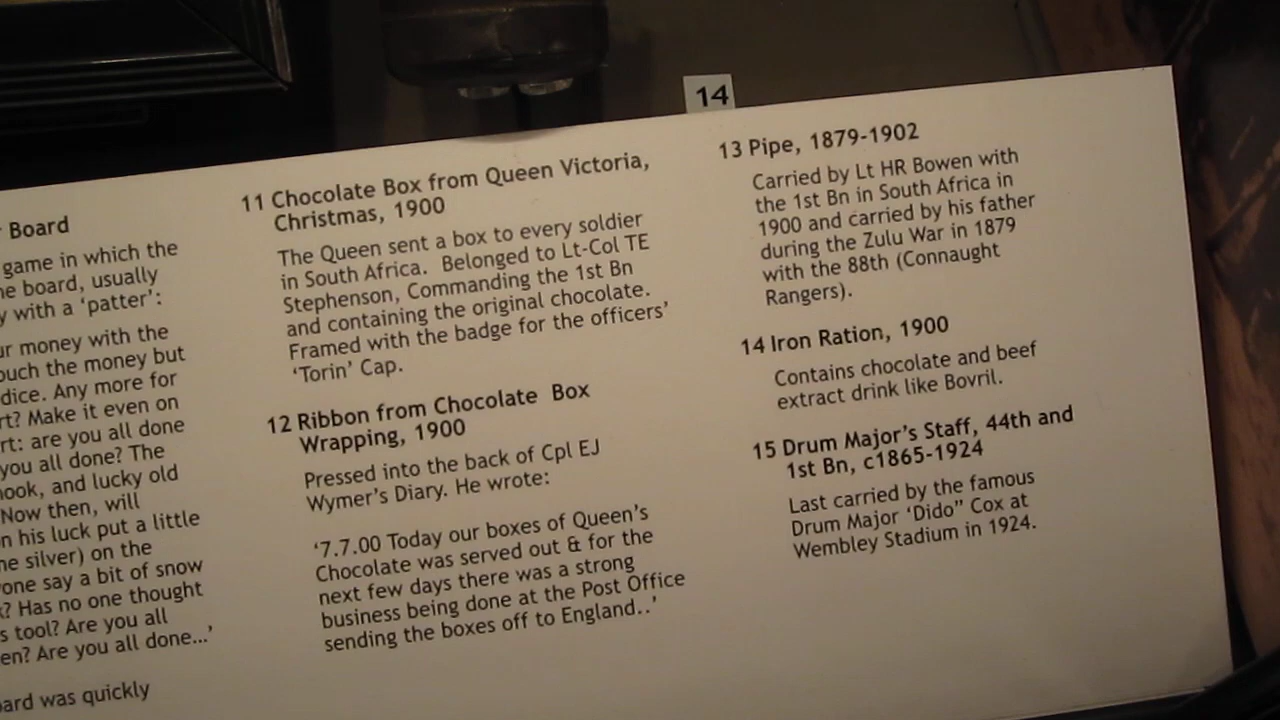 14
Board
game in which the
board, usually
with a ‘patter’:
money with the
the money but
dice. Any more for
Make it even on
are you all done
you all done? The
and lucky old
Now then, will
his luck put a little
silver) on the
say a bit of snow
Has no one thought
tool? Are you all
Are you all done...’
was quickly
11 Chocolate Box from Queen Victoria,
Christmas, 1900
The Queen sent a box to every soldier
in South Africa. Belonged to Lt-Col TE
Stephenson, Commanding the 1st Bn
and containing the original chocolate.
Framed with the badge for the officers’
‘Torin’ Cap.
12 Ribbon from Chocolate Box
Wrapping, 1900
Pressed into the back of Cpl EJ
Wymer’s Diary. He wrote:
‘7.7.00 Today our boxes of Queen’s
Chocolate was served out & for the
next few days there was a strong
business being done at the Post Office
sending the boxes off to England..’
13 Pipe, 1879-1902
Carried by Lt HR Bowen with
the 1st Bn in South Africa in
1900 and carried by his father
during the Zulu War in 1879
with the 88th (Connaught
Rangers).
14 Iron Ration, 1900
Contains chocolate and beef
extract drink like Bovril.
15 Drum Major’s Staff, 44th and
1st Bn, c1865-1924
Last carried by the famous
Drum Major ‘Dido” Cox at
Wembley Stadium in 1924.